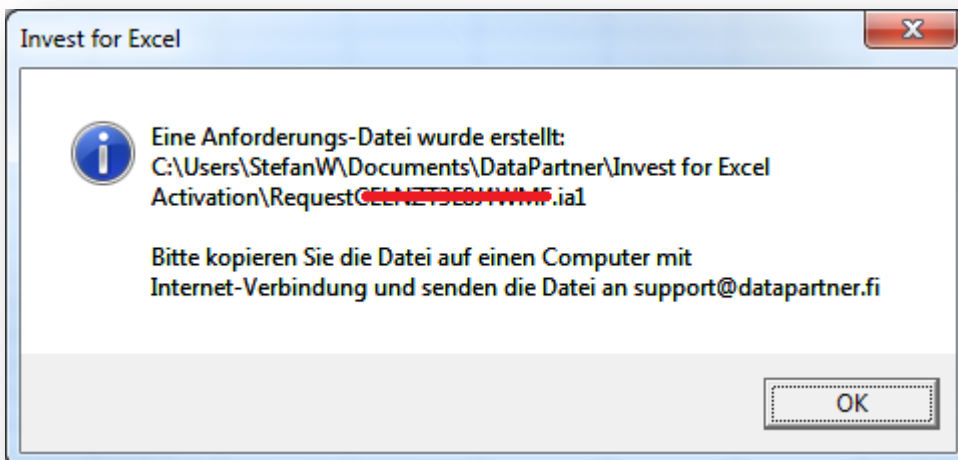 Invest for Excel
Eine Anforderungs-Datei wurde erstellt:
C:\Users\StefanW\Documents\DataPartner\Invest for Excel
Activation\Request .ia1
Bitte kopieren Sie die Datei auf einen Computer mit
Internet-Verbindung und senden die Datei an support@datapartner.fi
OK